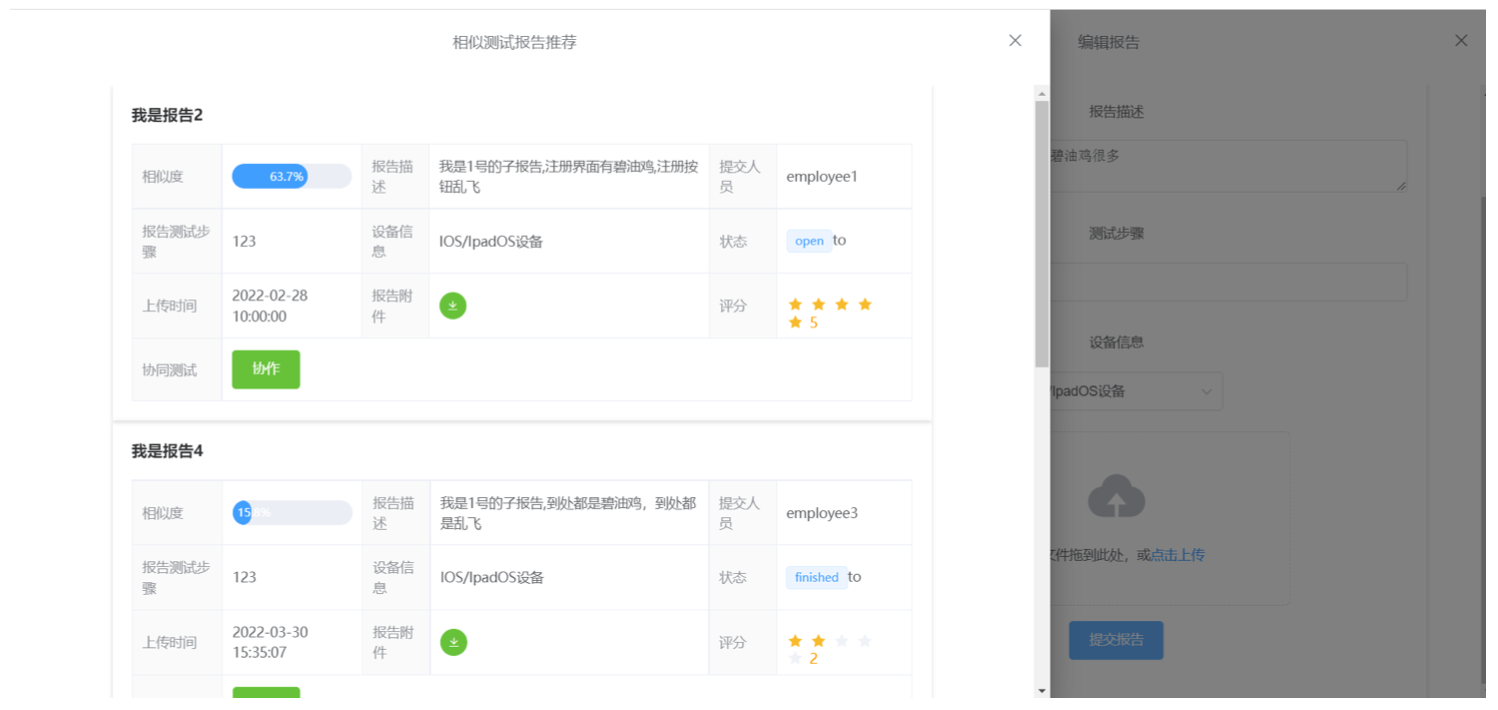 相似测试报告推荐
编辑报告
我是报告2
相似度
63.7%
报告描
述
我是1号的子报告,注册界面有碧油鸡,注册按
钮乱飞
提交人
员
employee1
报告测试步
骤
123
设备信
息
IOS/IpadOS设备
状态
open to
上传时间
2022-02-28
10:00:00
报告附
件
评分
5
协同测试
协作
我是报告4
相似度
15.8%
报告描
述
我是1号的子报告,到处都是碧油鸡，到处都
是乱飞
提交人
员
employee3
报告测试步
骤
123
设备信
息
IOS/IpadOS设备
状态
finished to
上传时间
2022-03-30
15:35:07
报告附
件
评分
2
报告描述
碧油鸡很多
测试步骤
设备信息
/IpadOS设备
文件拖到此处，或点击上传
提交报告